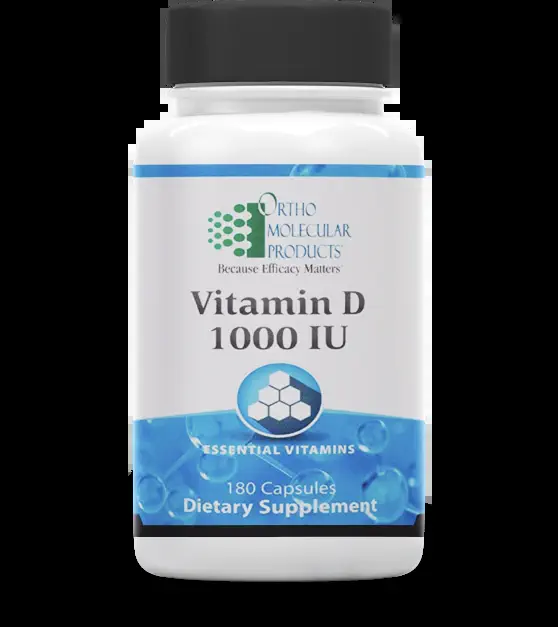 ORTHO
MOLECULAR
PRODUCTS
Because Efficacy Matters
Vitamin D
1000 IU
ESSENTIAL VITAMINS
180 Capsules
Dietary Supplement